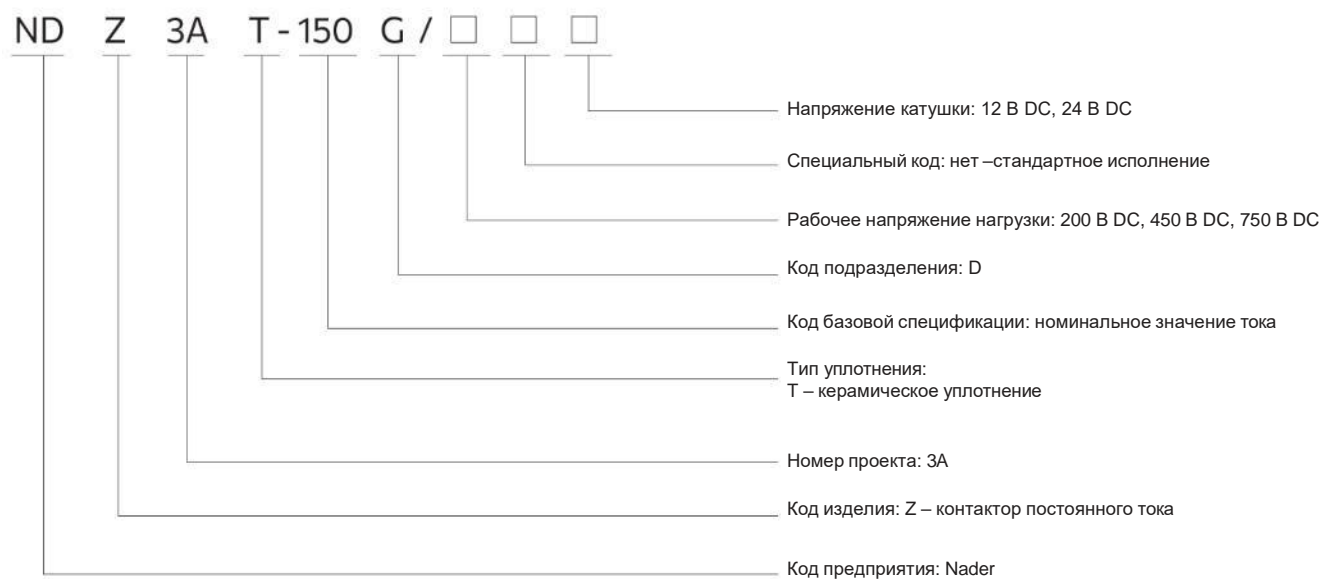 ND Z 3A T - 150 G / □ □ □
Напряжение катушки: 12 В DC, 24 В DC
Специальный код: нет –стандартное исполнение
Рабочее напряжение нагрузки: 200 В DC, 450 В DC, 750 В DC
Код подразделения: D
Код базовой спецификации: номинальное значение тока
Тип уплотнения:
Т – керамическое уплотнение
Номер проекта: 3А
Код изделия: Z – контактор постоянного тока
Код предприятия: Nader